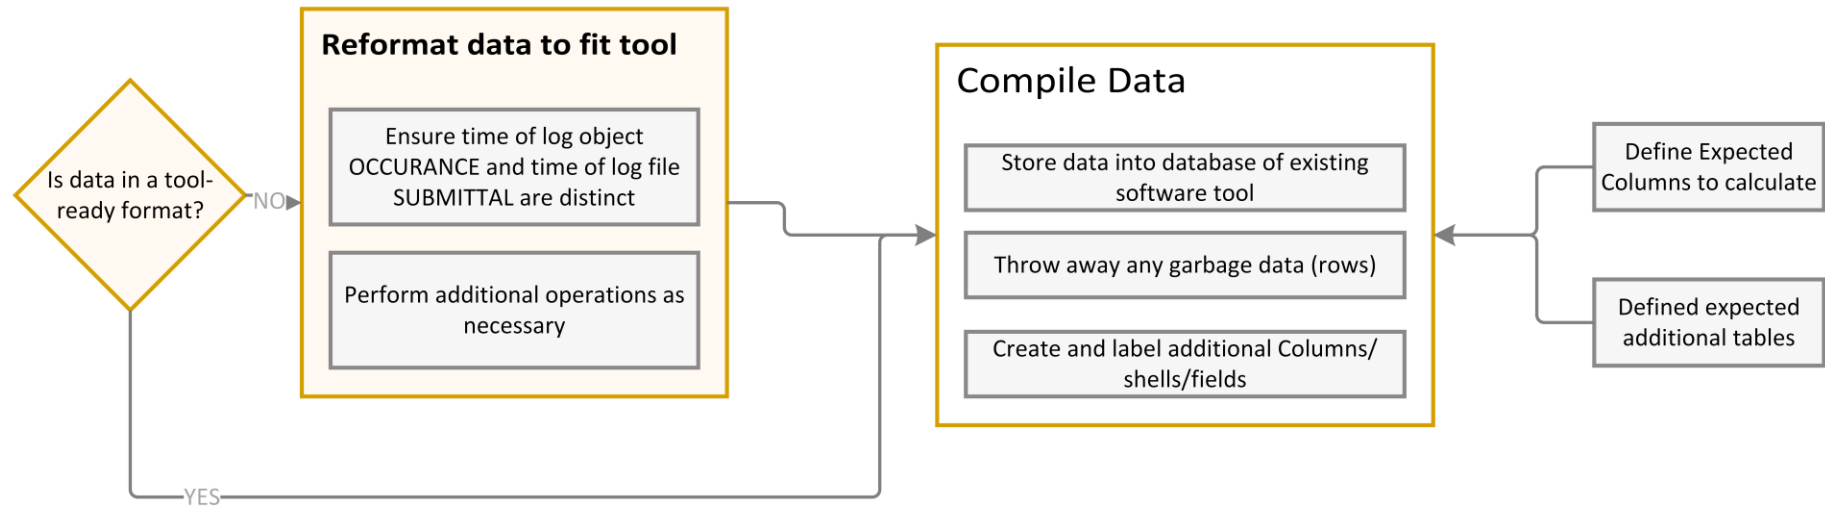 Is data in a tool-
ready format?
NO
YES
Reformat data to fit tool
Ensure time of log object
OCCURANCE and time of log file
SUBMITTAL are distinct
Perform additional operations as
necessary
Compile Data
Store data into database of existing
software tool
Throw away any garbage data (rows)
Create and label additional Columns/
shells/fields
Define Expected
Columns to calculate
Defined expected
additional tables